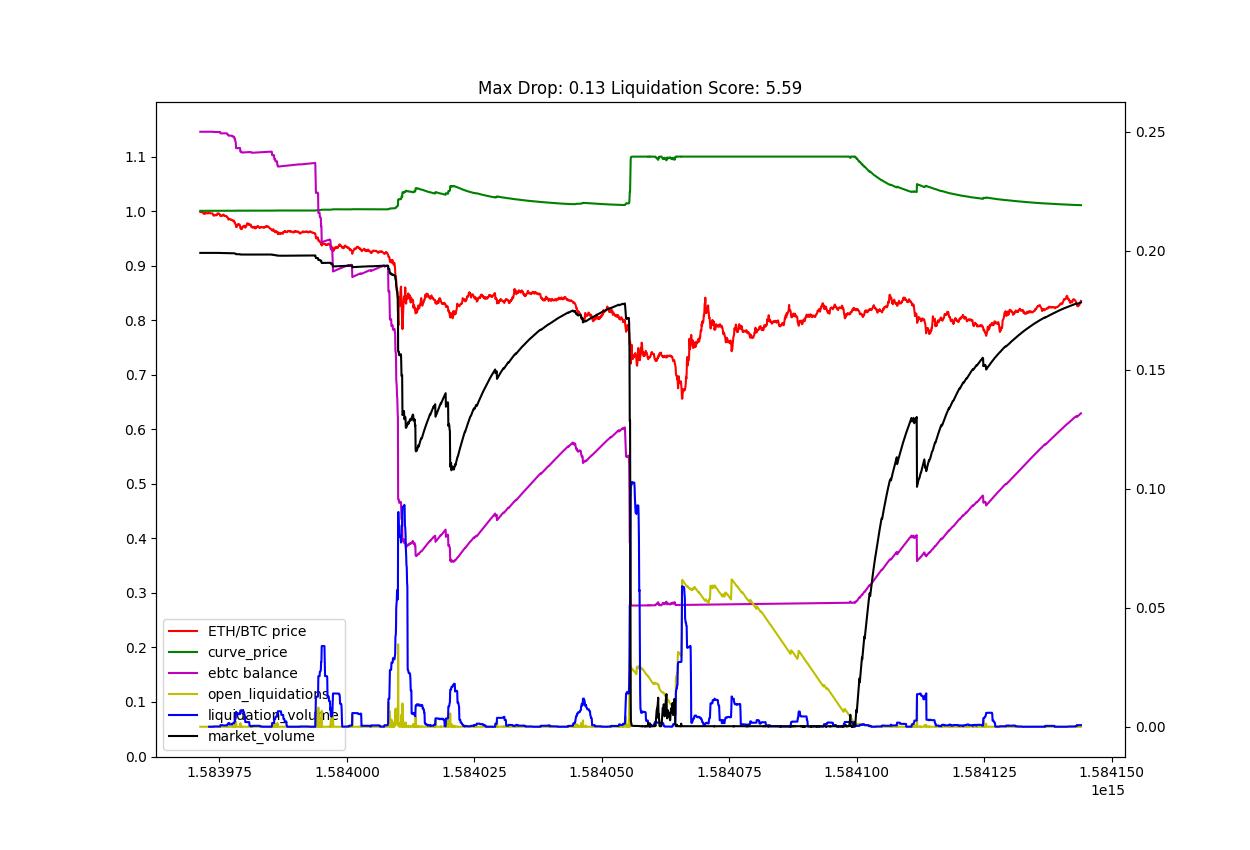 Max Drop: 0.13 Liquidation Score: 5.59
1.1
1.0
0.9
0.8
0.7
0.6
0.5
0.4
0.3
0.2
0.1
0.0
0.25
0.20
0.15
0.10
0.05
0.00
ETH/BTC price
curve_price
ebtc balance
open_liquidations
liquidation_volume
market_volume
1.583975 1.584000 1.584025 1.584050 1.584075 1.584100 1.584125 1.584150
1e15